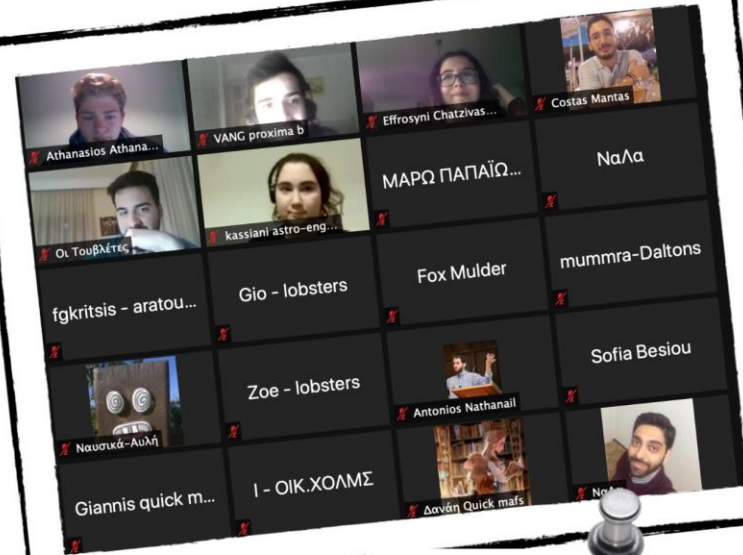 Athanasios Athana...
VANG proxima b
Effrosyni Chatzivas...
Costas Mantas
Οι Τουβλέτες
kassiani astro-eng...
ΜΑΡΩ ΠΑΠΑΪΩ...
ΝαΛα
fgkritsis - aratou...
Gio - lobsters
Fox Mulder
mummra-Daltons
Ναυσικά-Αυλή
Zoe - lobsters
Antonios Nathanail
Sofia Besiou
Giannis quick m...
Ι - ΟΙΚ.ΧΟΛΜΣ
Δανάη Quick mafs